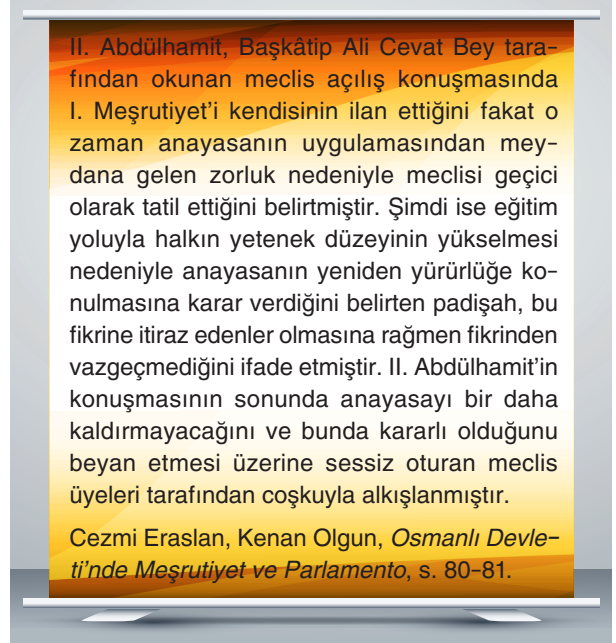 II. Abdülhamit, Başkâtip Ali Cevat Bey tara-
fından okunan meclis açılış konuşmasında
I. Meşrutiyet’i kendisinin ilan ettiğini fakat o
zaman anayasanın uygulamasından mey-
dana gelen zorluk nedeniyle meclisi geçici
olarak tatil ettiğini belirtmiştir. Şimdi ise eğitim
yoluyla halkın yetenek düzeyinin yükselmesi
nedeniyle anayasanın yeniden yürürlüğe ko-
nulmasına karar verdiğini belirten padişah, bu
fikrine itiraz edenler olmasına rağmen fikrinden
vazgeçmediğini ifade etmiştir. II. Abdülhamit’in
konuşmasının sonunda anayasayı bir daha
kaldırmayacağını ve bunda kararlı olduğunu
beyan etmesi üzerine sessiz oturan meclis
üyeleri tarafından coşkuyla alkışlanmıştır.
Cezmi Eraslan, Kenan Olgun, Osmanlı Devle-
ti’nde Meşrutiyet ve Parlamento, s. 80-81.